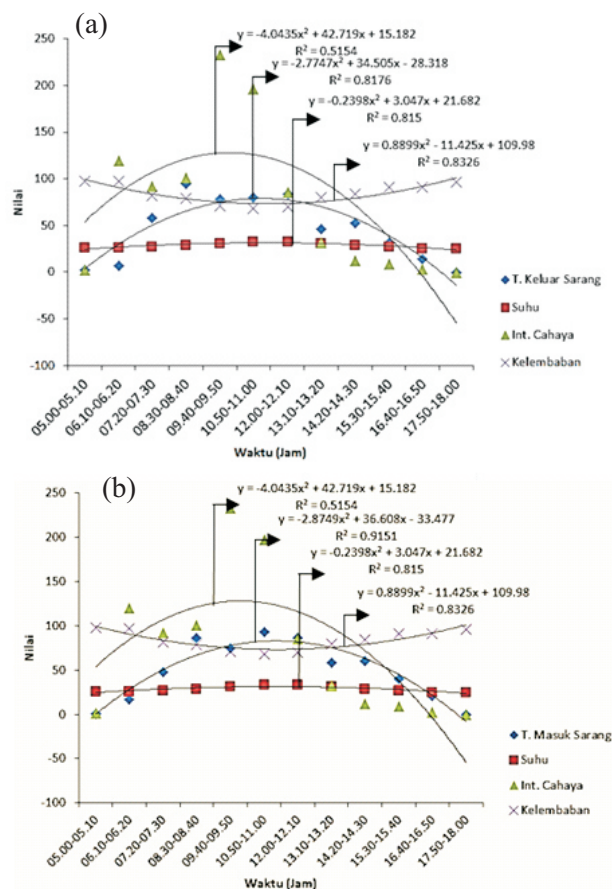 (a)
y = -4.0435x² + 42.719x + 15.182
R² = 0.5154
y = -2.7747x² + 34.505x - 28.318
R² = 0.8176
y = -0.2398x² + 3.047x + 21.682
R² = 0.815
y = 0.8899x² - 11.425x + 109.98
R² = 0.8326
250
200
150
100
50
0
-50
-100
Nilai
T. Keluar Sarang
Suhu
Int. Cahaya
Kelembaban
05.00-05.10
06.10-06.20
07.20-07.30
08.30-08.40
09.40-09.50
10.50-11.00
12.00-12.10
13.10-13.20
14.20-14.30
15.30-15.40
16.40-16.50
17.50-18.00
Waktu (Jam)
(b)
y = -4.0435x² + 42.719x + 15.182
R² = 0.5154
y = -2.8749x² + 36.608x - 33.477
R² = 0.9151
y = -0.2398x² + 3.047x + 21.682
R² = 0.815
y = 0.8899x² - 11.425x + 109.98
R² = 0.8326
250
200
150
100
50
0
-50
-100
Nilai
T. Masuk Sarang
Suhu
Int. Cahaya
Kelembaban
05.00-05.10
06.10-06.20
07.20-07.30
08.30-08.40
09.40-09.50
10.50-11.00
12.00-12.10
13.10-13.20
14.20-14.30
15.30-15.40
16.40-16.50
17.50-18.00
Waktu (Jam)